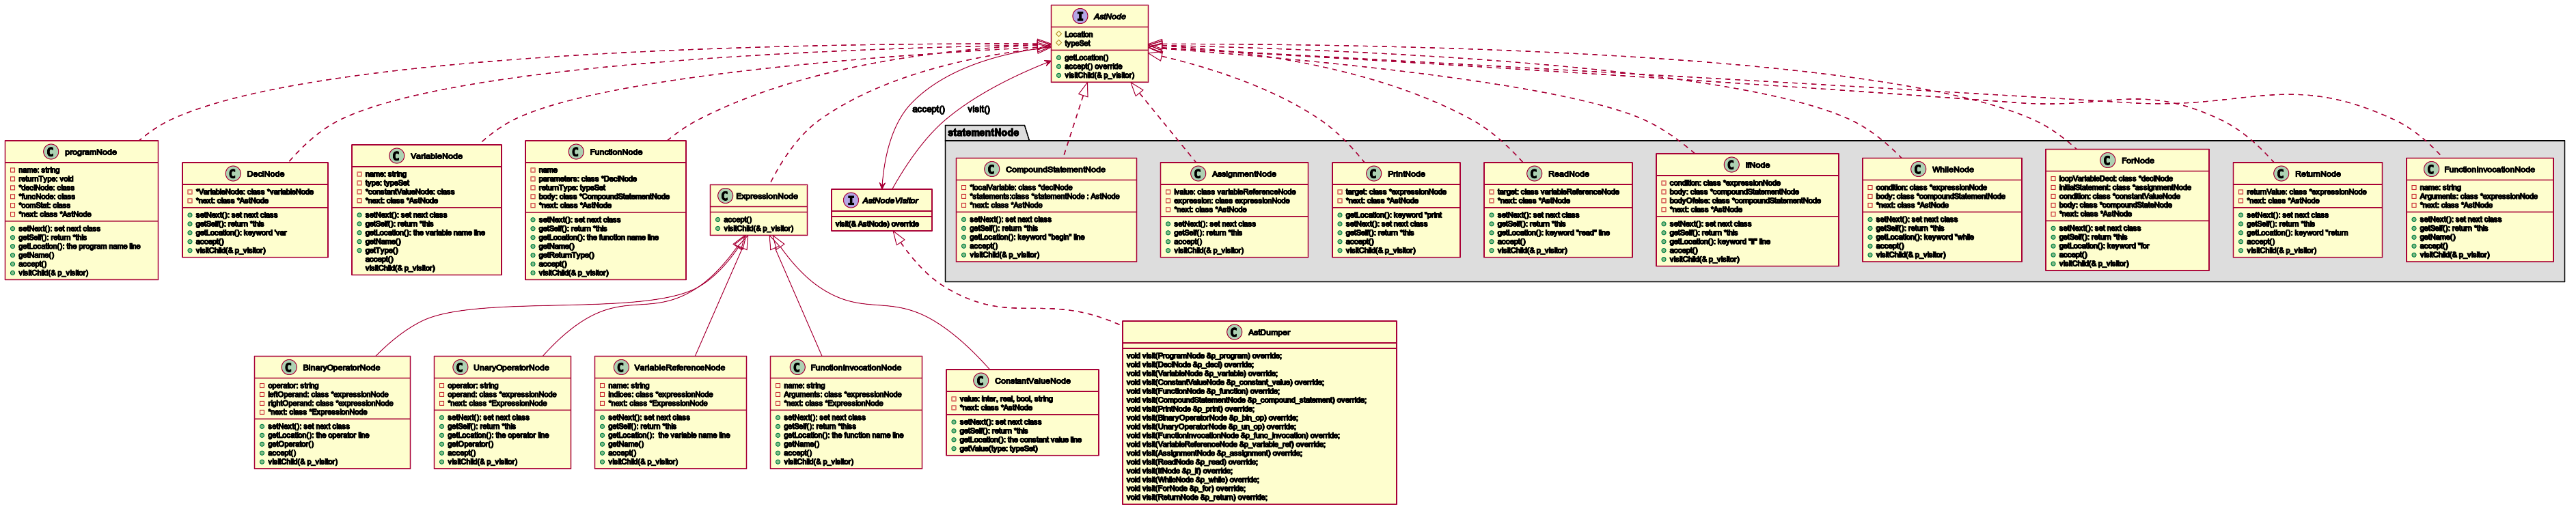 AstNode
Location
typeSet
getLocation()
accept() override
visitChild(& p_visitor)
accept()
visit()
statementNode
programNode
name: string
returnType: void
*declNode: class
*funcNode: class
*comStat: class
*next: class *AstNode
setNext(): set next class
getSelf(): return *this
getLocation(): the program name line
getName()
accept()
visitChild(& p_visitor)
DeclNode
*VariableNode: class *variableNode
*next: class *AstNode
setNext(): set next class
getSelf(): return *this
getLocation(): keyword *var
accept()
visitChild(& p_visitor)
VariableNode
name: string
type: typeSet
*constantValueNode: class
*next: class *AstNode
setNext(): set next class
getSelf(): return *this
getLocation(): the variable name line
getName()
getType()
accept()
visitChild(& p_visitor)
FunctionNode
name
parameters: class *DeclNode
returnType: typeSet
body: class *CompoundStatementNode
*next: class *AstNode
setNext(): set next class
getSelf(): return *this
getLocation(): the function name line
getName()
getReturnType()
accept()
visitChild(& p_visitor)
ExpressionNode
accept()
visitChild(& p_visitor)
AstNodeVisitor
visit(& AstNode) override
CompoundStatementNode
*localVariable: class *declNode
*statements:class *statementNode : AstNode
*next: class *AstNode
setNext(): set next class
getSelf(): return *this
getLocation(): keyword "begin" line
accept()
visitChild(& p_visitor)
AssignmentNode
lvalue: class variableReferenceNode
expression: class expressionNode
*next: class *AstNode
setNext(): set next class
getSelf(): return *this
accept()
visitChild(& p_visitor)
PrintNode
target: class *expressionNode
*next: class *AstNode
getLocation(): keyword *print
setNext(): set next class
getSelf(): return *this
accept()
visitChild(& p_visitor)
ReadNode
target: class variableReferenceNode
*next: class *AstNode
setNext(): set next class
getSelf(): return *this
getLocation(): keyword "read" line
accept()
visitChild(& p_visitor)
IfNode
condition: class *expressionNode
body: class *compoundStatementNode
bodyOfelse: class *compoundStatementNode
*next: class *AstNode
setNext(): set next class
getSelf(): return *this
getLocation(): keyword "if" line
accept()
visitChild(& p_visitor)
WhileNode
condition: class *expressionNode
body: class *compoundStatementNode
*next: class *AstNode
setNext(): set next class
getSelf(): return *this
getLocation(): keyword *while
accept()
visitChild(& p_visitor)
ForNode
loopVariableDect: class *declNode
initialStatement: class *assignmentNode
condition: class *constantValueNode
body: class *compoundStateNode
*next: class *AstNode
setNext(): set next class
getSelf(): return *this
getLocation(): keyword *for
accept()
visitChild(& p_visitor)
ReturnNode
returnValue: class *expressionNode
*next: class *AstNode
setNext(): set next class
getSelf(): return *this
getLocation(): keyword *return
accept()
visitChild(& p_visitor)
FunctionInvocationNode
name: string
Arguments: class *expressionNode
*next: class *AstNode
setNext(): set next class
getSelf(): return *this
getName()
accept()
visitChild(& p_visitor)
BinaryOperatorNode
operator: string
leftOperand: class *expressionNode
rightOperand: class *expressionNode
*next: class *ExpressionNode
setNext(): set next class
getLocation(): the operator line
getOperator()
accept()
visitChild(& p_visitor)
UnaryOperatorNode
operator: string
operand: class *expressionNode
*next: class *ExpressionNode
setNext(): set next class
getSelf(): return *this
getLocation(): the operator line
getOperator()
accept()
visitChild(& p_visitor)
VariableReferenceNode
name: string
indices: class *expressionNode
*next: class *ExpressionNode
setNext(): set next class
getSelf(): return *this
getLocation(): the variable name line
getName()
accept()
visitChild(& p_visitor)
FunctionInvocationNode
name: string
Arguments: class *expressionNode
*next: class *ExpressionNode
setNext(): set next class
getSelf(): return *thiss
getLocation(): the function name line
getName()
accept()
visitChild(& p_visitor)
ConstantValueNode
value: inter, real, bool, string
*next: class *AstNode
setNext(): set next class
getSelf(): return *this
getLocation(): the constant value line
getValue(type: typeSet)
AstDumper
void visit(ProgramNode &p_program) override;
void visit(DeclNode &p_decl) override;
void visit(VariableNode &p_variable) override;
void visit(ConstantValueNode &p_constant_value) override;
void visit(FunctionNode &p_function) override;
void visit(CompoundStatementNode &p_compound_statement) override;
void visit(PrintNode &p_print) override;
void visit(BinaryOperatorNode &p_bin_op) override;
void visit(UnaryOperatorNode &p_un_op) override;
void visit(FunctionInvocationNode &p_func_invocation) override;
void visit(VariableReferenceNode &p_variable_ref) override;
void visit(AssignmentNode &p_assignment) override;
void visit(ReadNode &p_read) override;
void visit(IfNode &p_if) override;
void visit(WhileNode &p_while) override;
void visit(ForNode &p_for) override;
void visit(ReturnNode &p_return) override;